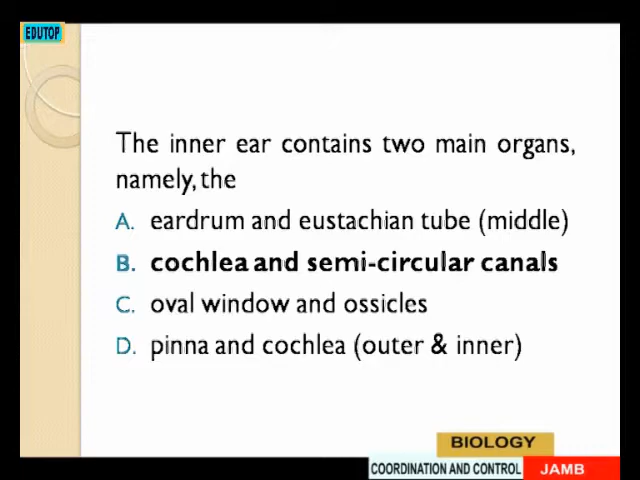 EDUTOP
The inner ear contains two main organs,
namely, the
A. eardrum and eustachian tube (middle)
B. cochlea and semi-circular canals
C. oval window and ossicles
D. pinna and cochlea (outer & inner)
BIOLOGY
COORDINATION AND CONTROL JAMB